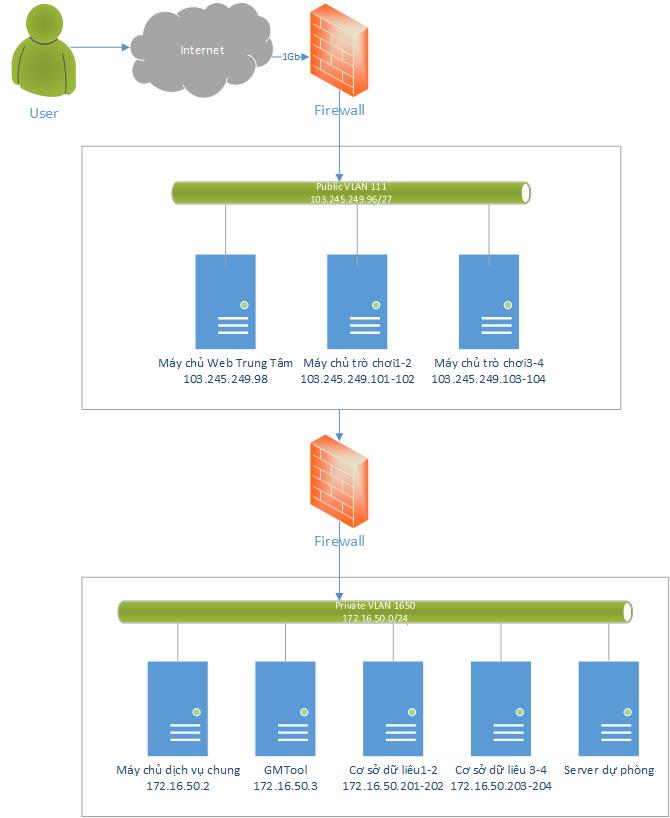 User
Internet
1Gb
Firewall
Public VLAN 111
103.245.249.96/27
Máy chủ Web Trung Tâm
103.245.249.98
Máy chủ trò chơi1-2
103.245.249.101-102
Máy chủ trò chơi3-4
103.245.249.103-104
Firewall
Private VLAN 1650
172.16.50.0/24
Máy chủ dịch vụ chung
172.16.50.2
GMTool
172.16.50.3
Cơ sở dữ liêu1-2
172.16.50.201-202
Cơ sở dữ liêu 3-4
172.16.50.203-204
Server dự phòng